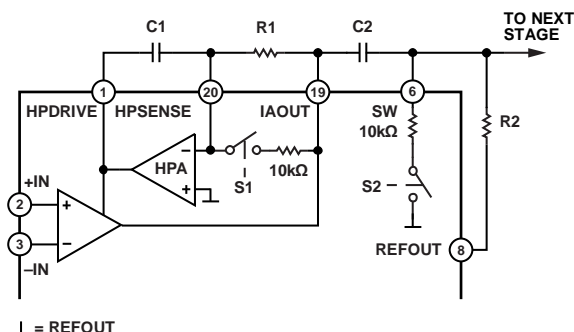 C1
R1
C2
TO NEXT
STAGE
1
20
19
6
HPDRIVE
HPSENSE
IAOUT
SW
10kΩ
R2
+IN
2
+
3
−
−IN
HPA
−
+
S1
10kΩ
S2
REFOUT
8
= REFOUT